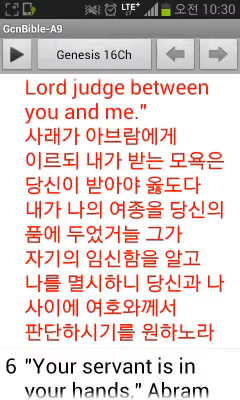 LTE 오전 10:30
GcnBible-A9
Genesis 16Ch
Lord judge between
you and me."
사래가 아브람에게
이르되 내가 받는 모욕은
당신이 받아야 옳도다
내가 나의 여종을 당신의
품에 두었거늘 그가
자기의 임신함을 알고
나를 멸시하니 당신과 나
사이에 여호와께서
판단하시기를 원하노라
6 "Your servant is in
your hands," Abram